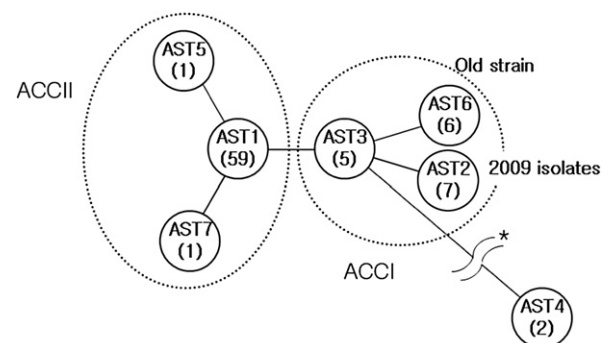 ACCII
AST5
(1)
AST1
(59)
AST7
(1)
AST3
(5)
Old strain
AST6
(6)
AST2
(7)
2009 isolates
ACCI
*
AST4
(2)